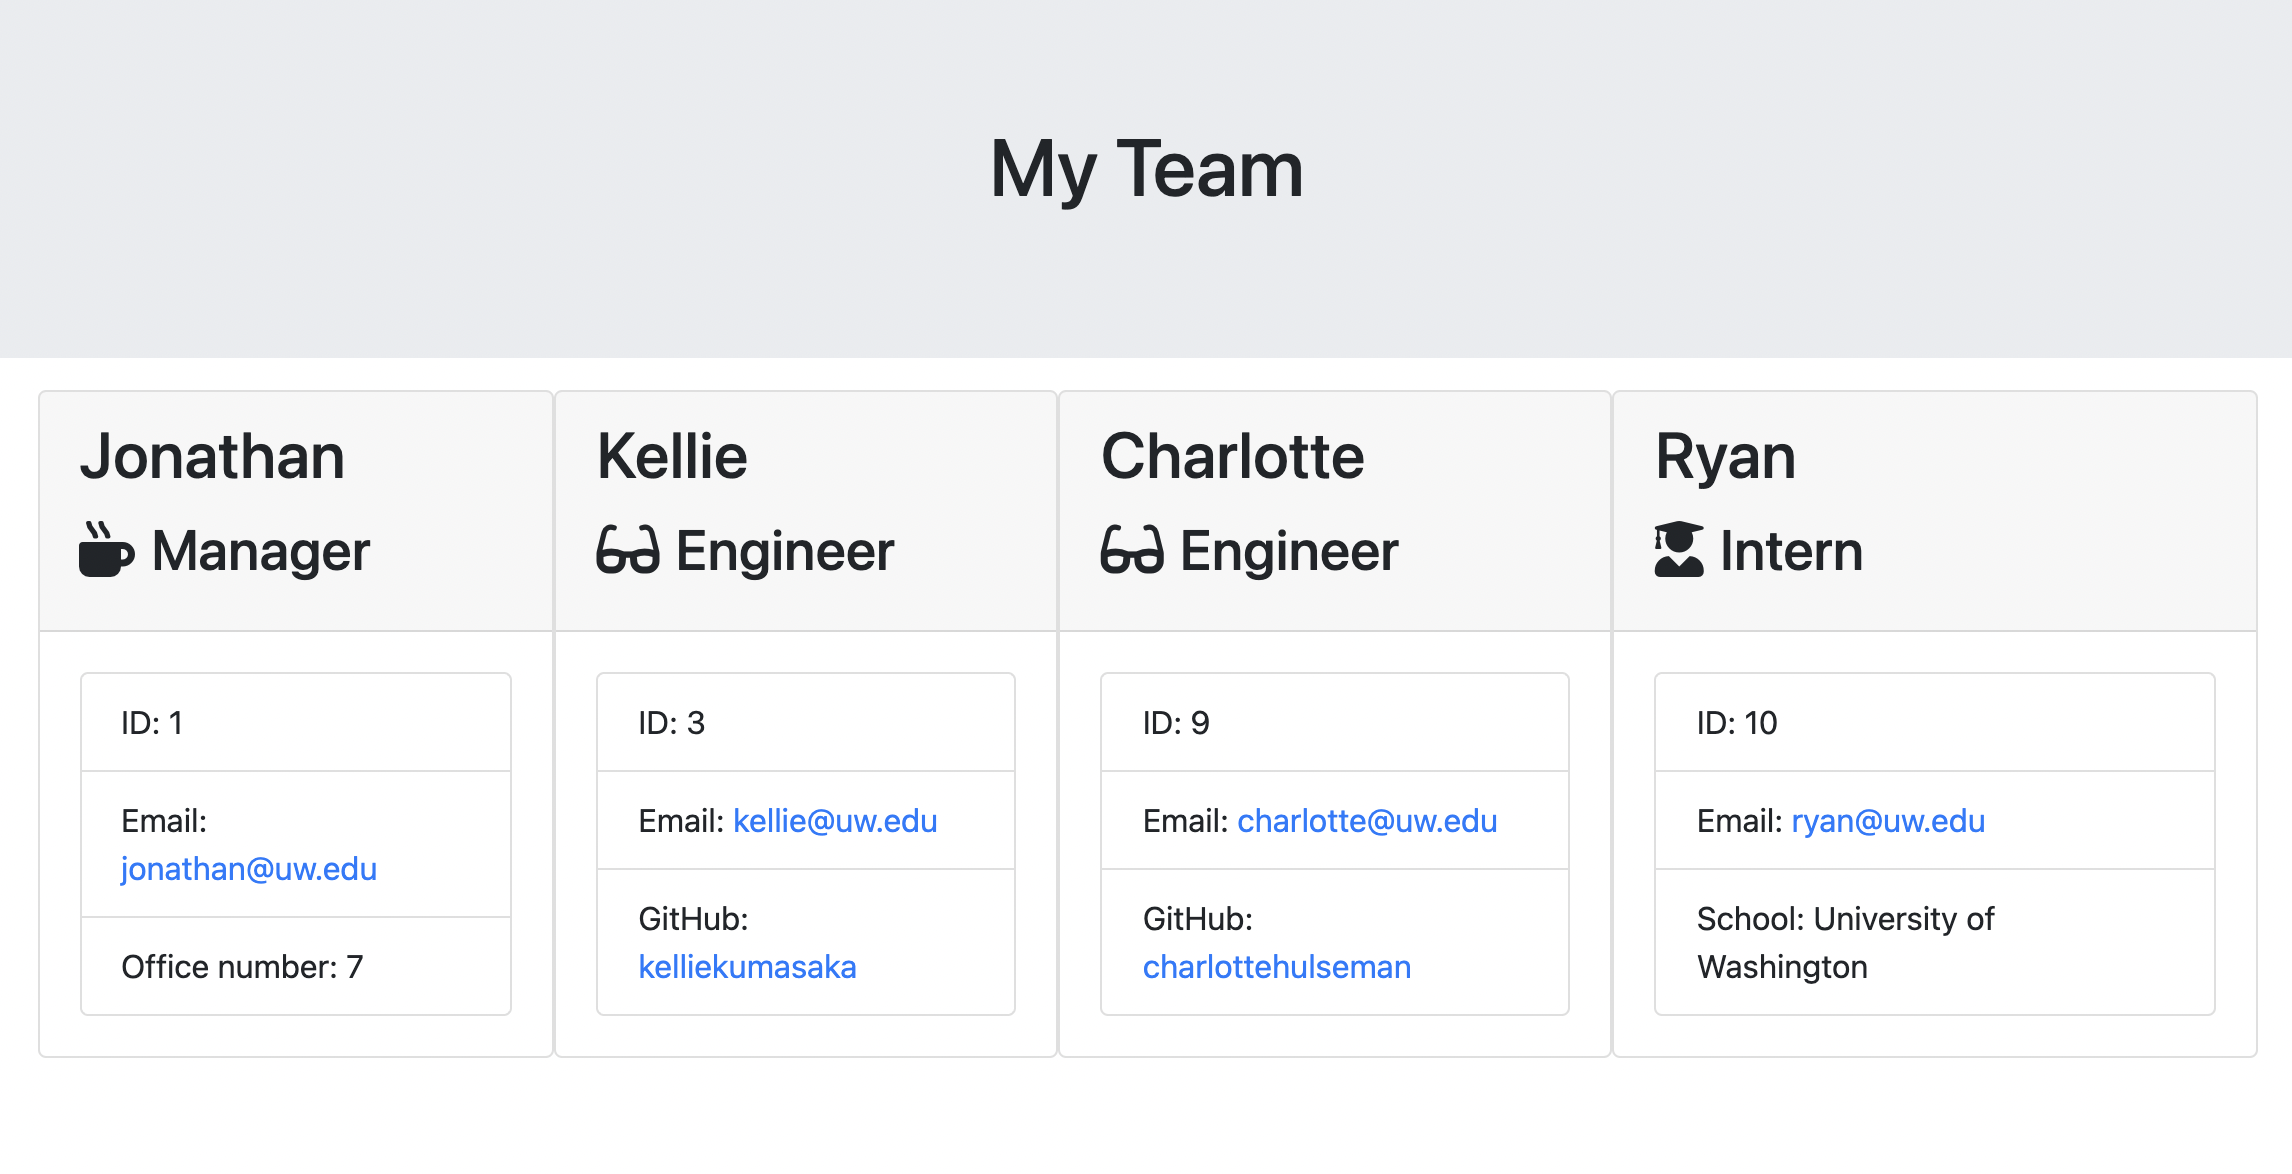 My Team
Jonathan
Manager
ID: 1
Email:
jonathan@uw.edu
Office number: 7
Kellie
Engineer
ID: 3
Email: kellie@uw.edu
GitHub:
kelliekumasaka
Charlotte
Engineer
ID: 9
Email: charlotte@uw.edu
GitHub:
charlottehulseman
Ryan
Intern
ID: 10
Email: ryan@uw.edu
School: University of
Washington